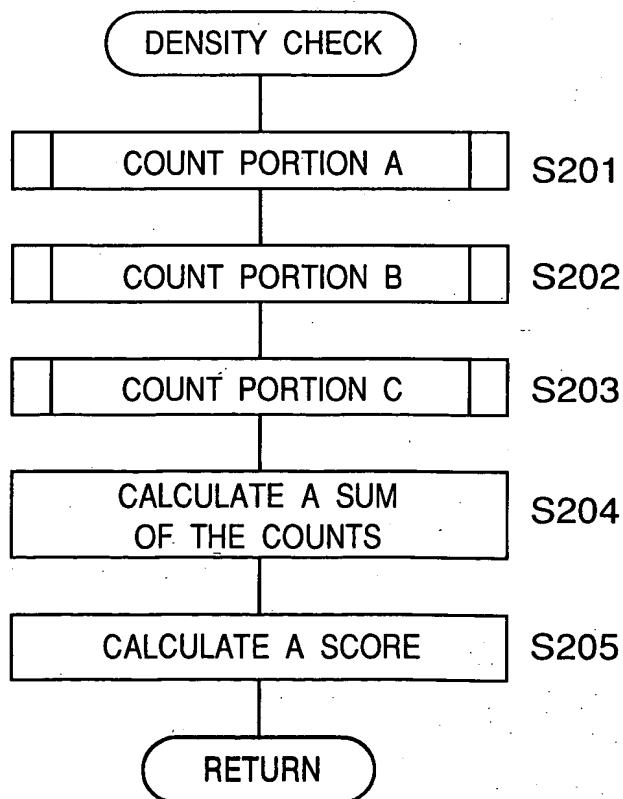 DENSITY CHECK
COUNT PORTION A
S201
COUNT PORTION B
S202
COUNT PORTION C
S203
CALCULATE A SUM
OF THE COUNTS
S204
CALCULATE A SCORE
S205
RETURN